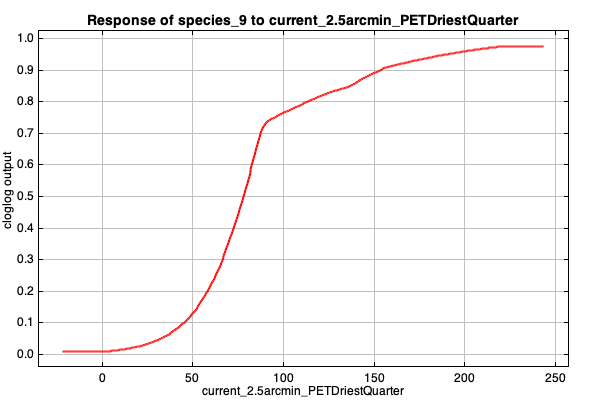 Response of species_9 to current_2.5arcmin_PETDriestQuarter
1.0
0.9
0.8
0.7
0.6
0.5
0.4
0.3
0.2
0.1
0.0
cloglog output
0 50 100 150 200 250
current_2.5arcmin_PETDriestQuarter